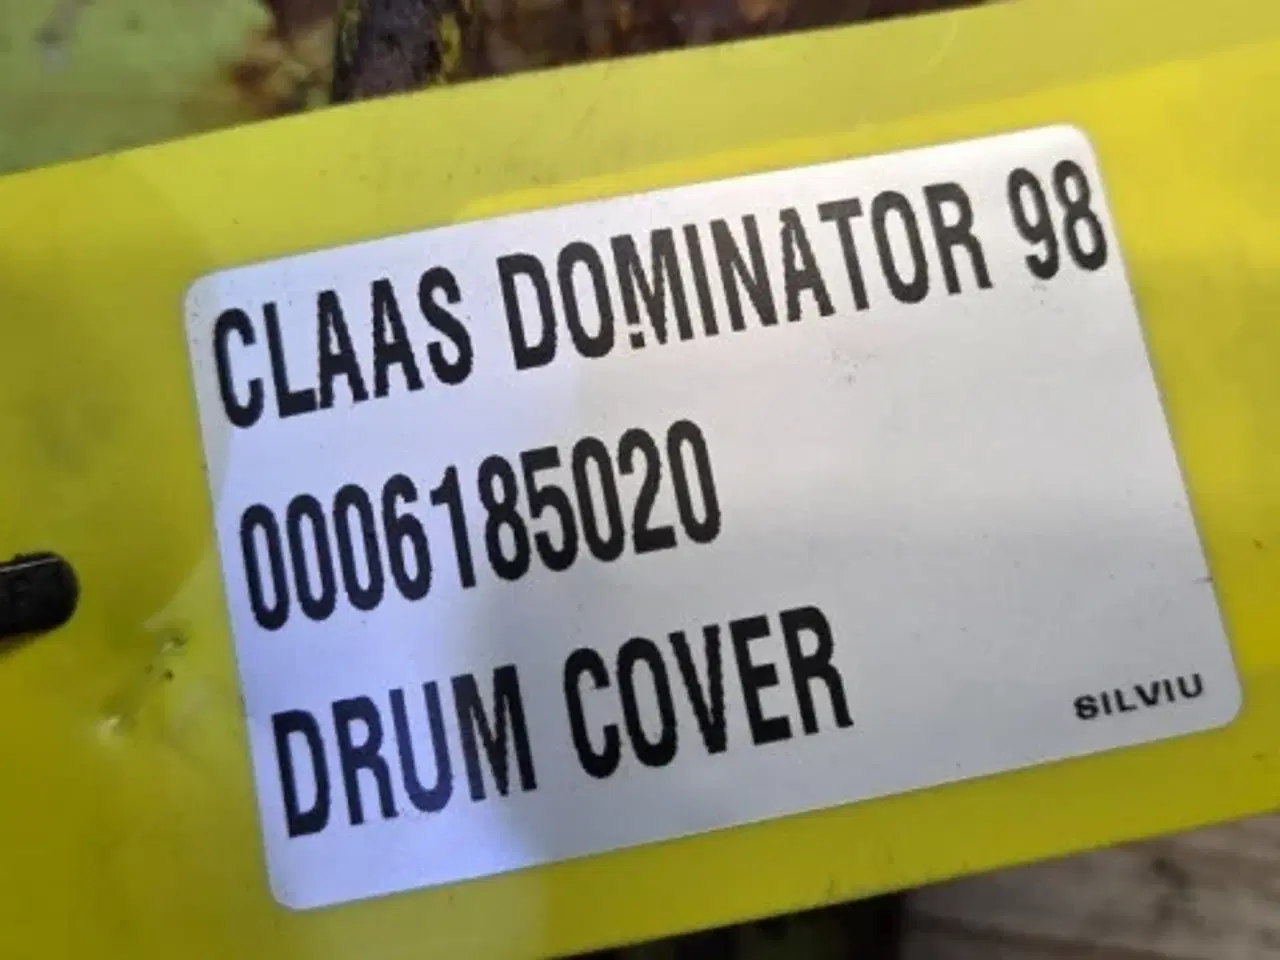 CLAAS DOMINATOR 98
0006185020
DRUM COVER
SILVIU